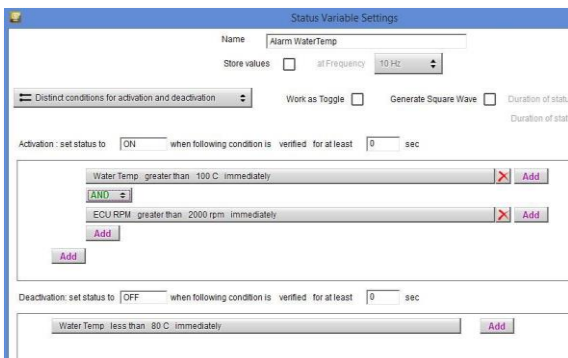 Status Variable Settings
Name Alarm WaterTemp
Store values at Frequency 10 Hz
Distinct conditions for activation and deactivation Work as Toggle Generate Square Wave Duration of statu
Duration of stat
Activation : set status to ON when following condition is verified for at least 0 sec
Water Temp greater than 100 C immediately Add
AND
ECU RPM greater than 2000 rpm immediately Add
Add
Add
Deactivation: set status to OFF when following condition is verified for at least 0 sec
Water Temp less than 80 C immediately Add